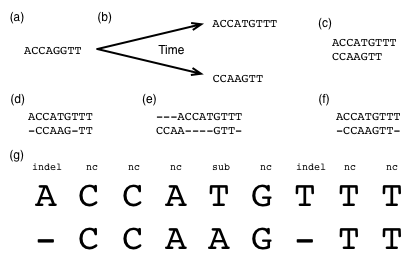 (a)
ACCAGGTT
(b)
Time
ACCATGTTT
CCAAGTT
(c)
ACCATGTTT
CCAAGTT
(d)
ACCATGTTT
-CCAAG-TT
(e)
---ACCATGTTT
CCAA----GTT-
(f)
ACCATGTTT
-CCAAGTT-
(g)
indel nc nc nc sub nc indel nc nc
A C C A T G T T T
- C C A A G - T T